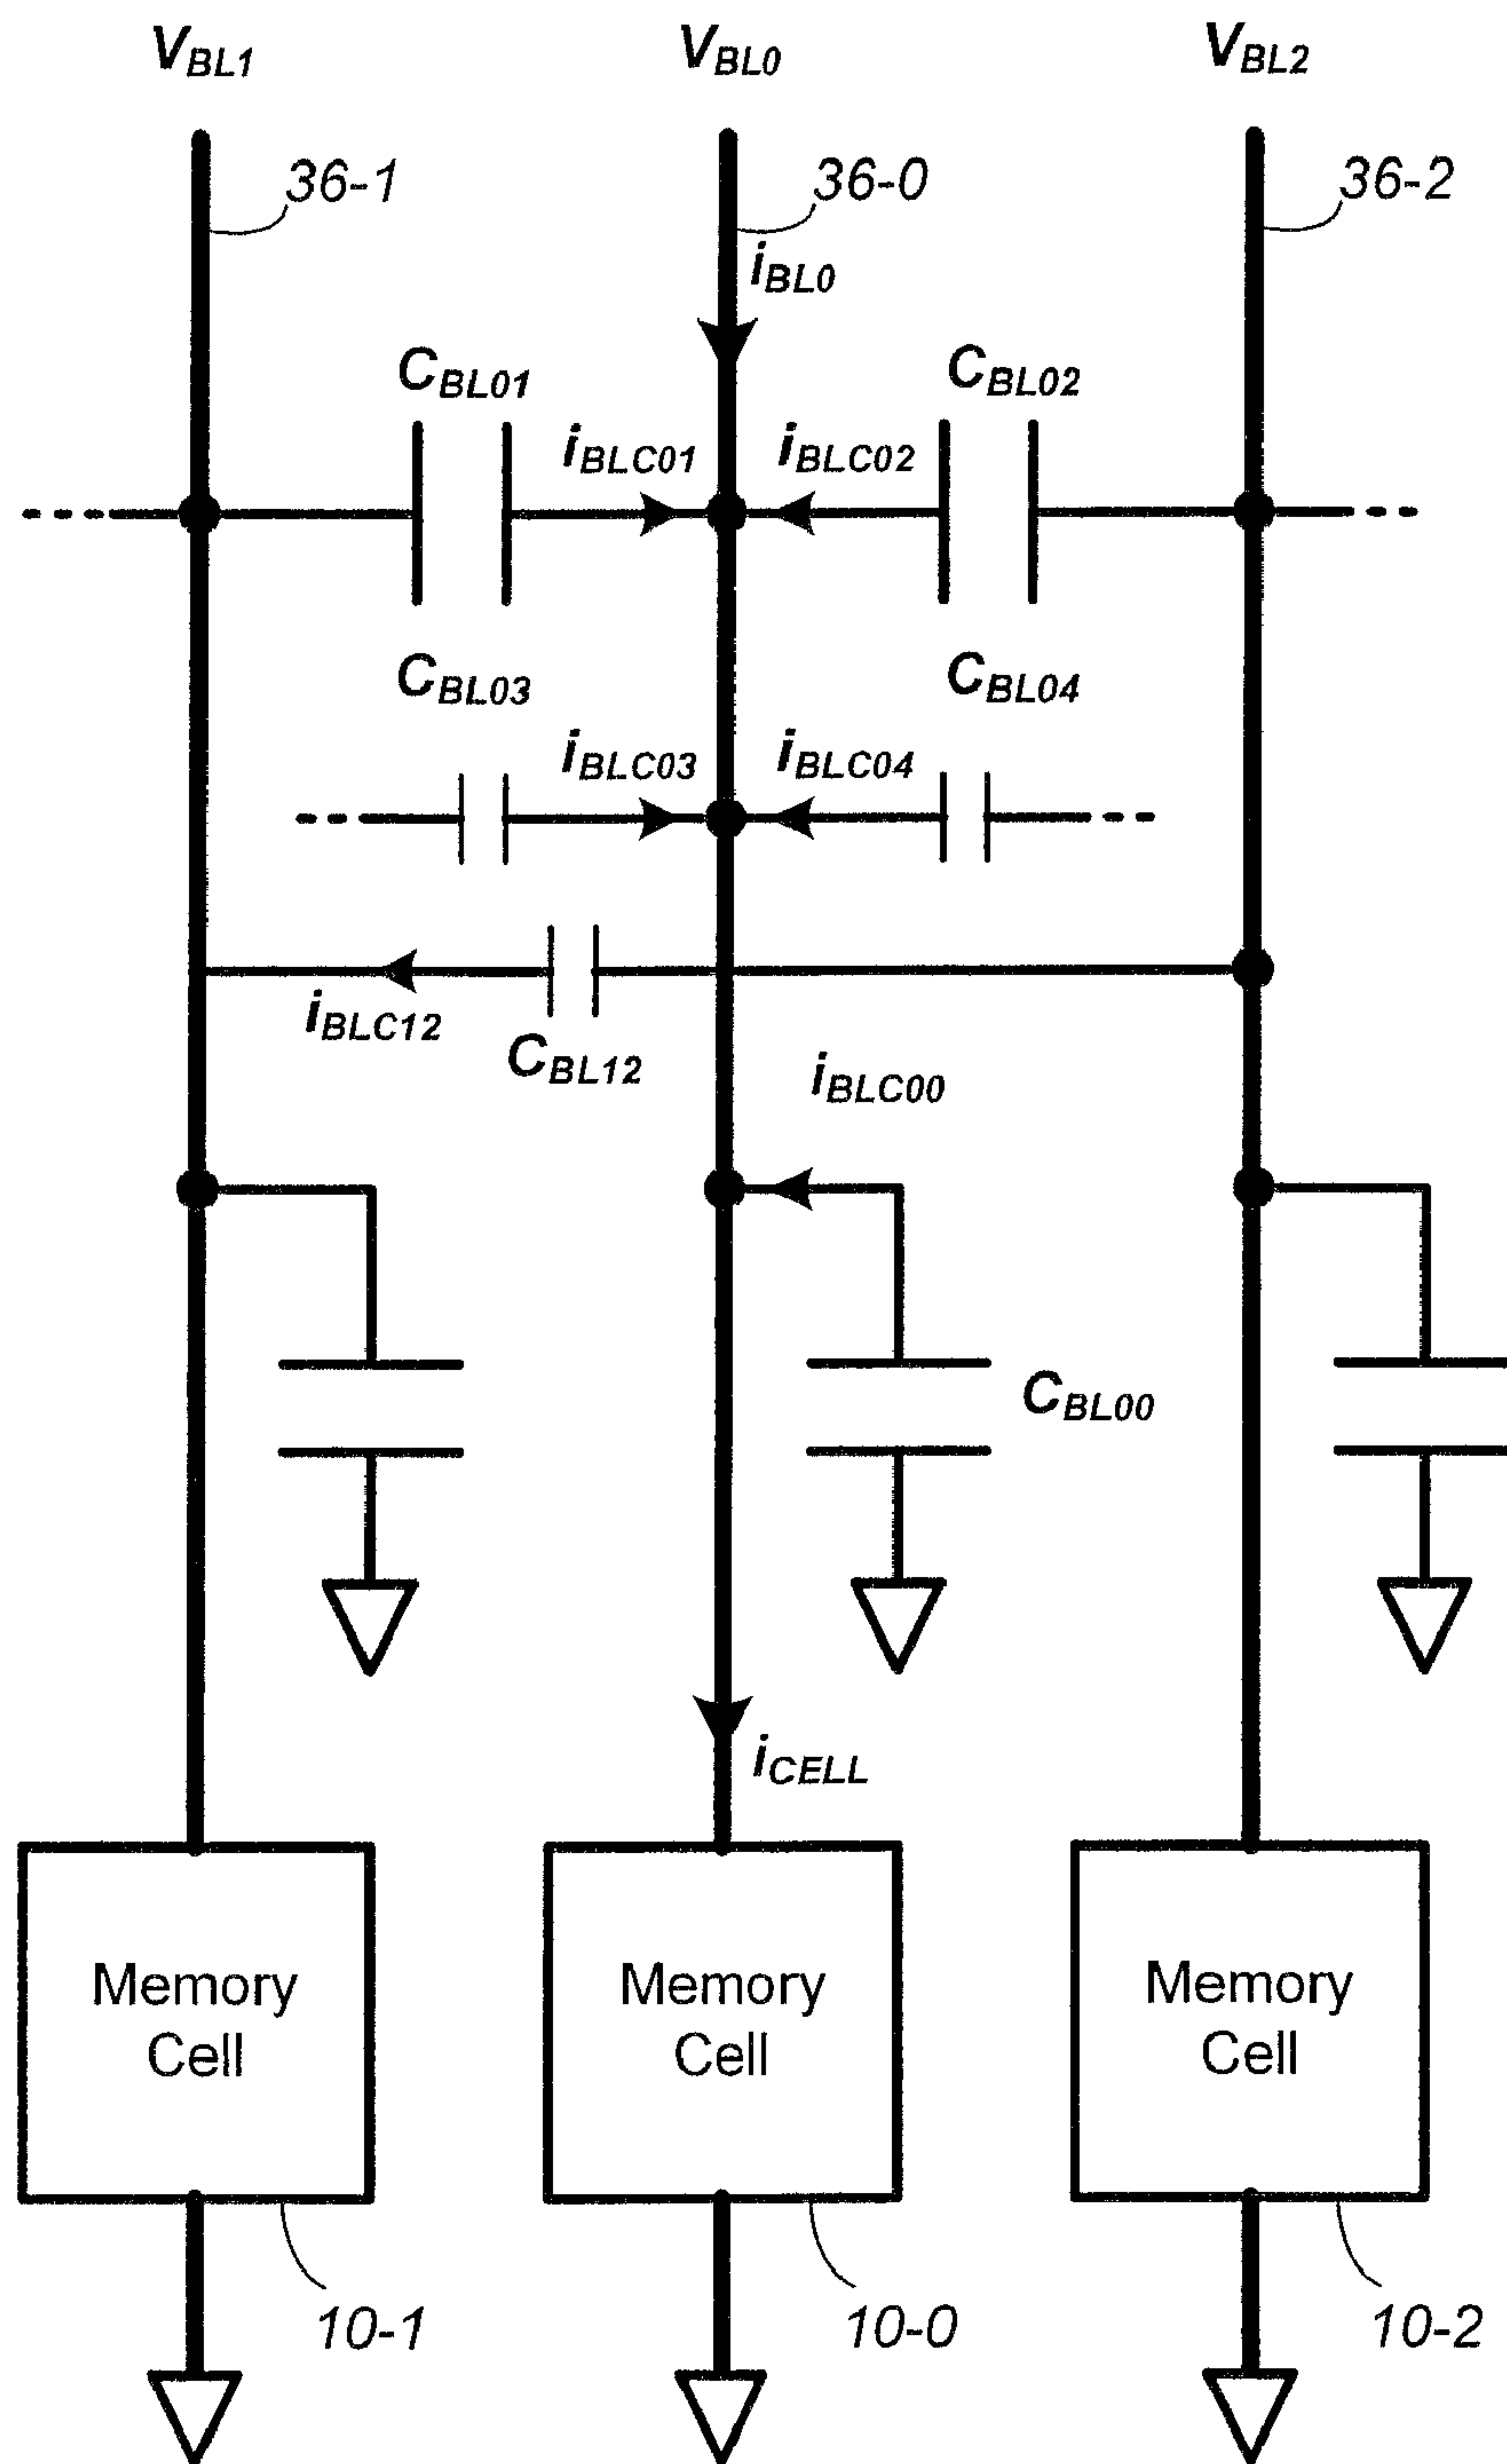 VBL1
VBL0
VBL2
36-1
36-0
36-2
iBL0
CBL01
CBL02
iBLC01
iBLC02
CBL03
CBL04
iBLC03
iBLC04
iBLC12
CBL12
iBLC00
CBL00
iCELL
Memory
Cell
Memory
Cell
Memory
Cell
10-1
10-0
10-2